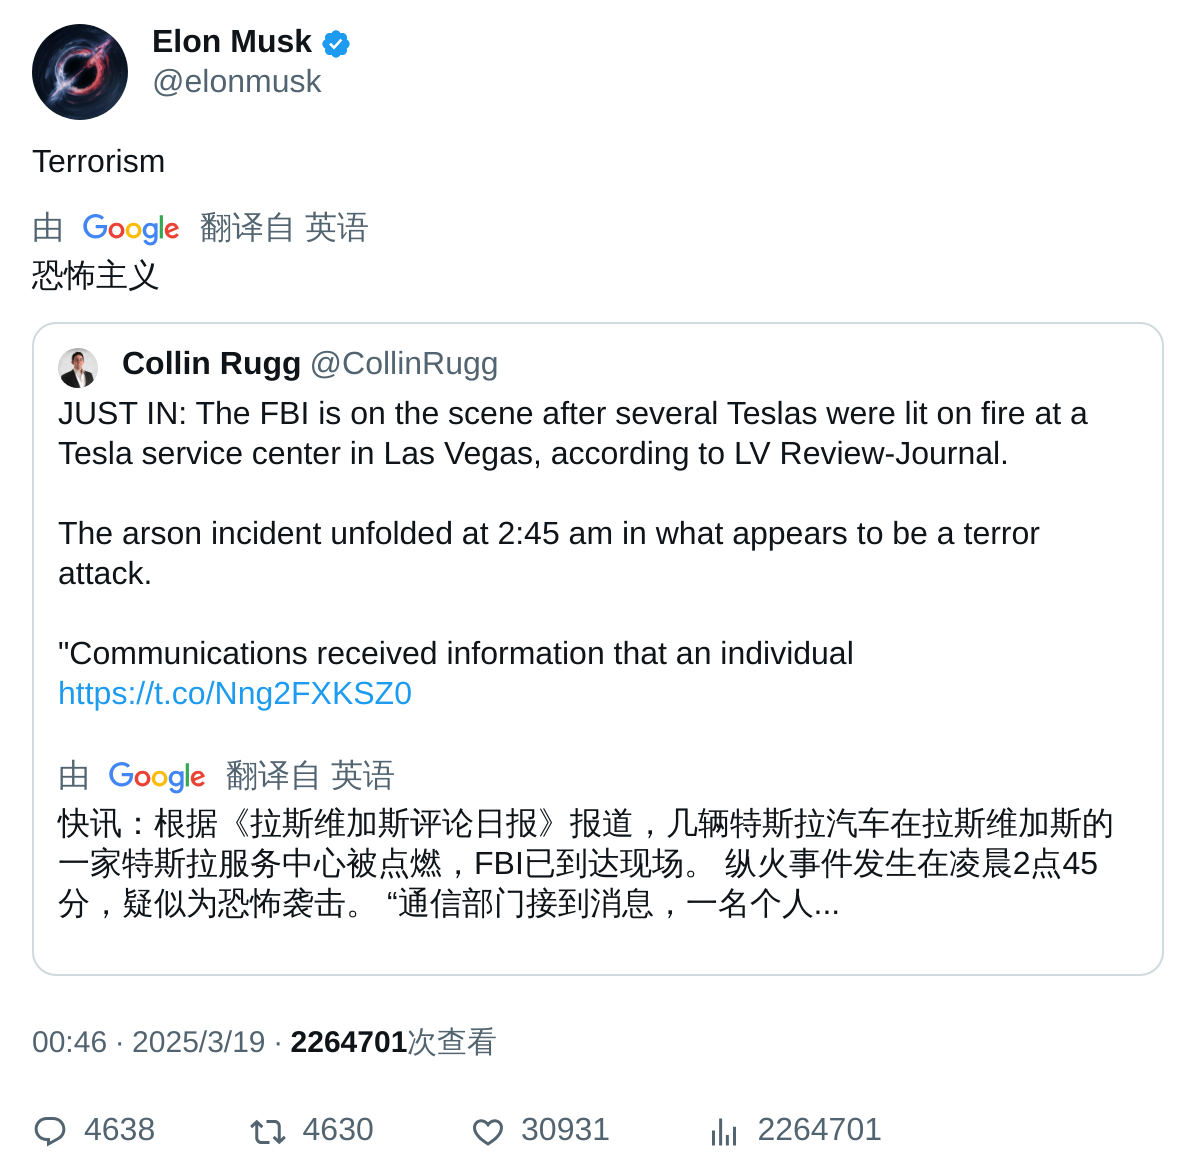 Elon Musk
@elonmusk
Terrorism
由 Google 翻译自 英语
恐怖主义
Collin Rugg @CollinRugg
JUST IN: The FBI is on the scene after several Teslas were lit on fire at a
Tesla service center in Las Vegas, according to LV Review-Journal.
The arson incident unfolded at 2:45 am in what appears to be a terror
attack.
"Communications received information that an individual
https://t.co/Nng2FXKSZ0
由 Google 翻译自 英语
快讯：根据《拉斯维加斯评论日报》报道，几辆特斯拉汽车在拉斯维加斯的
一家特斯拉服务中心被点燃，FBI已到达现场。 纵火事件发生在凌晨2点45
分，疑似为恐怖袭击。 “通信部门接到消息，一名个人...
00:46 · 2025/3/19 · 2264701次查看
4638 4630 30931 2264701